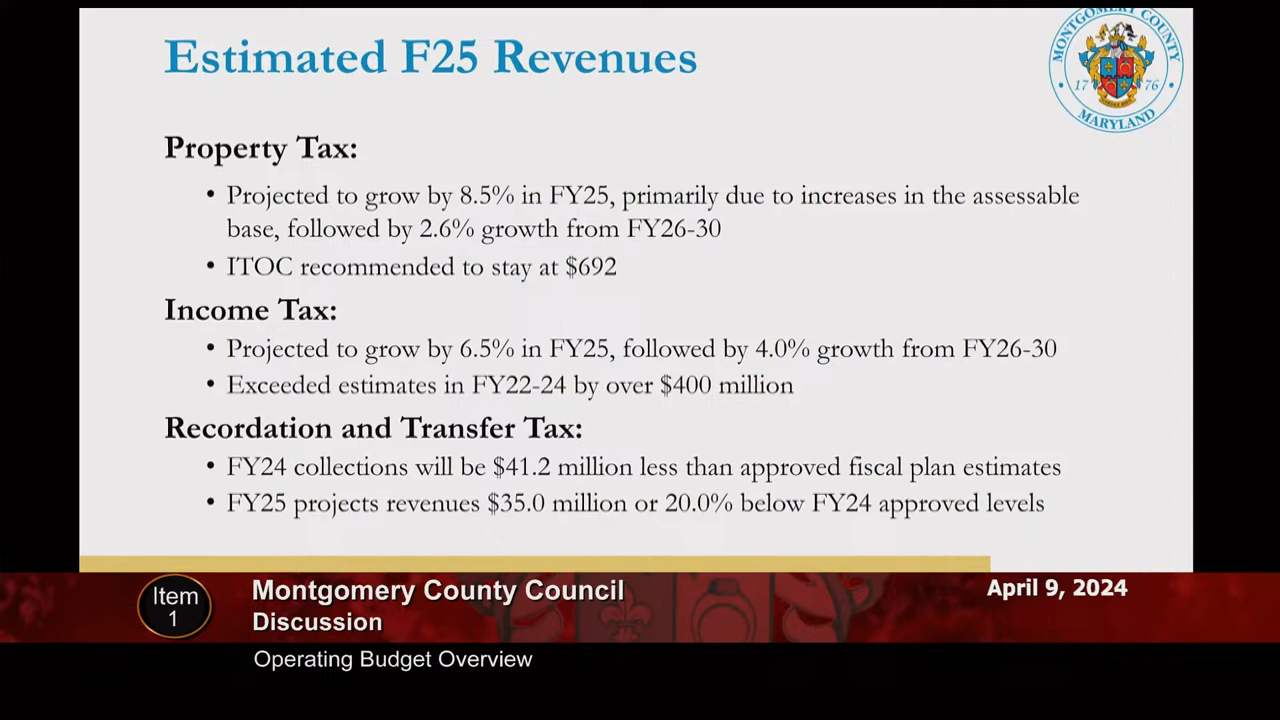 Estimated F25 Revenues
MONTGOMERY COUNTY
17 76
MARYLAND
Property Tax:
• Projected to grow by 8.5% in FY25, primarily due to increases in the assessable
base, followed by 2.6% growth from FY26-30
• ITOC recommended to stay at $692
Income Tax:
• Projected to grow by 6.5% in FY25, followed by 4.0% growth from FY26-30
• Exceeded estimates in FY22-24 by over $400 million
Recordation and Transfer Tax:
• FY24 collections will be $41.2 million less than approved fiscal plan estimates
• FY25 projects revenues $35.0 million or 20.0% below FY24 approved levels
Item
1
Montgomery County Council
Discussion
April 9, 2024
Operating Budget Overview